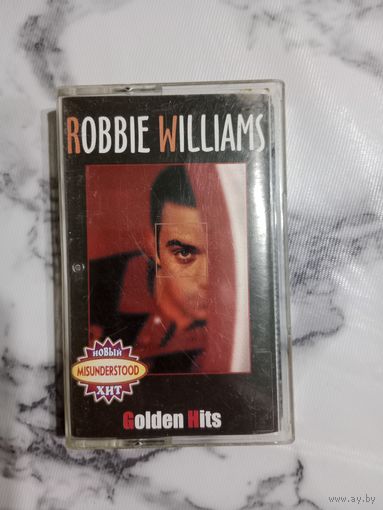 ROBBIE WILLIAMS
НОВЫЙ
MISUNDERSTOOD
ХИТ
Golden Hits
www.ay.by